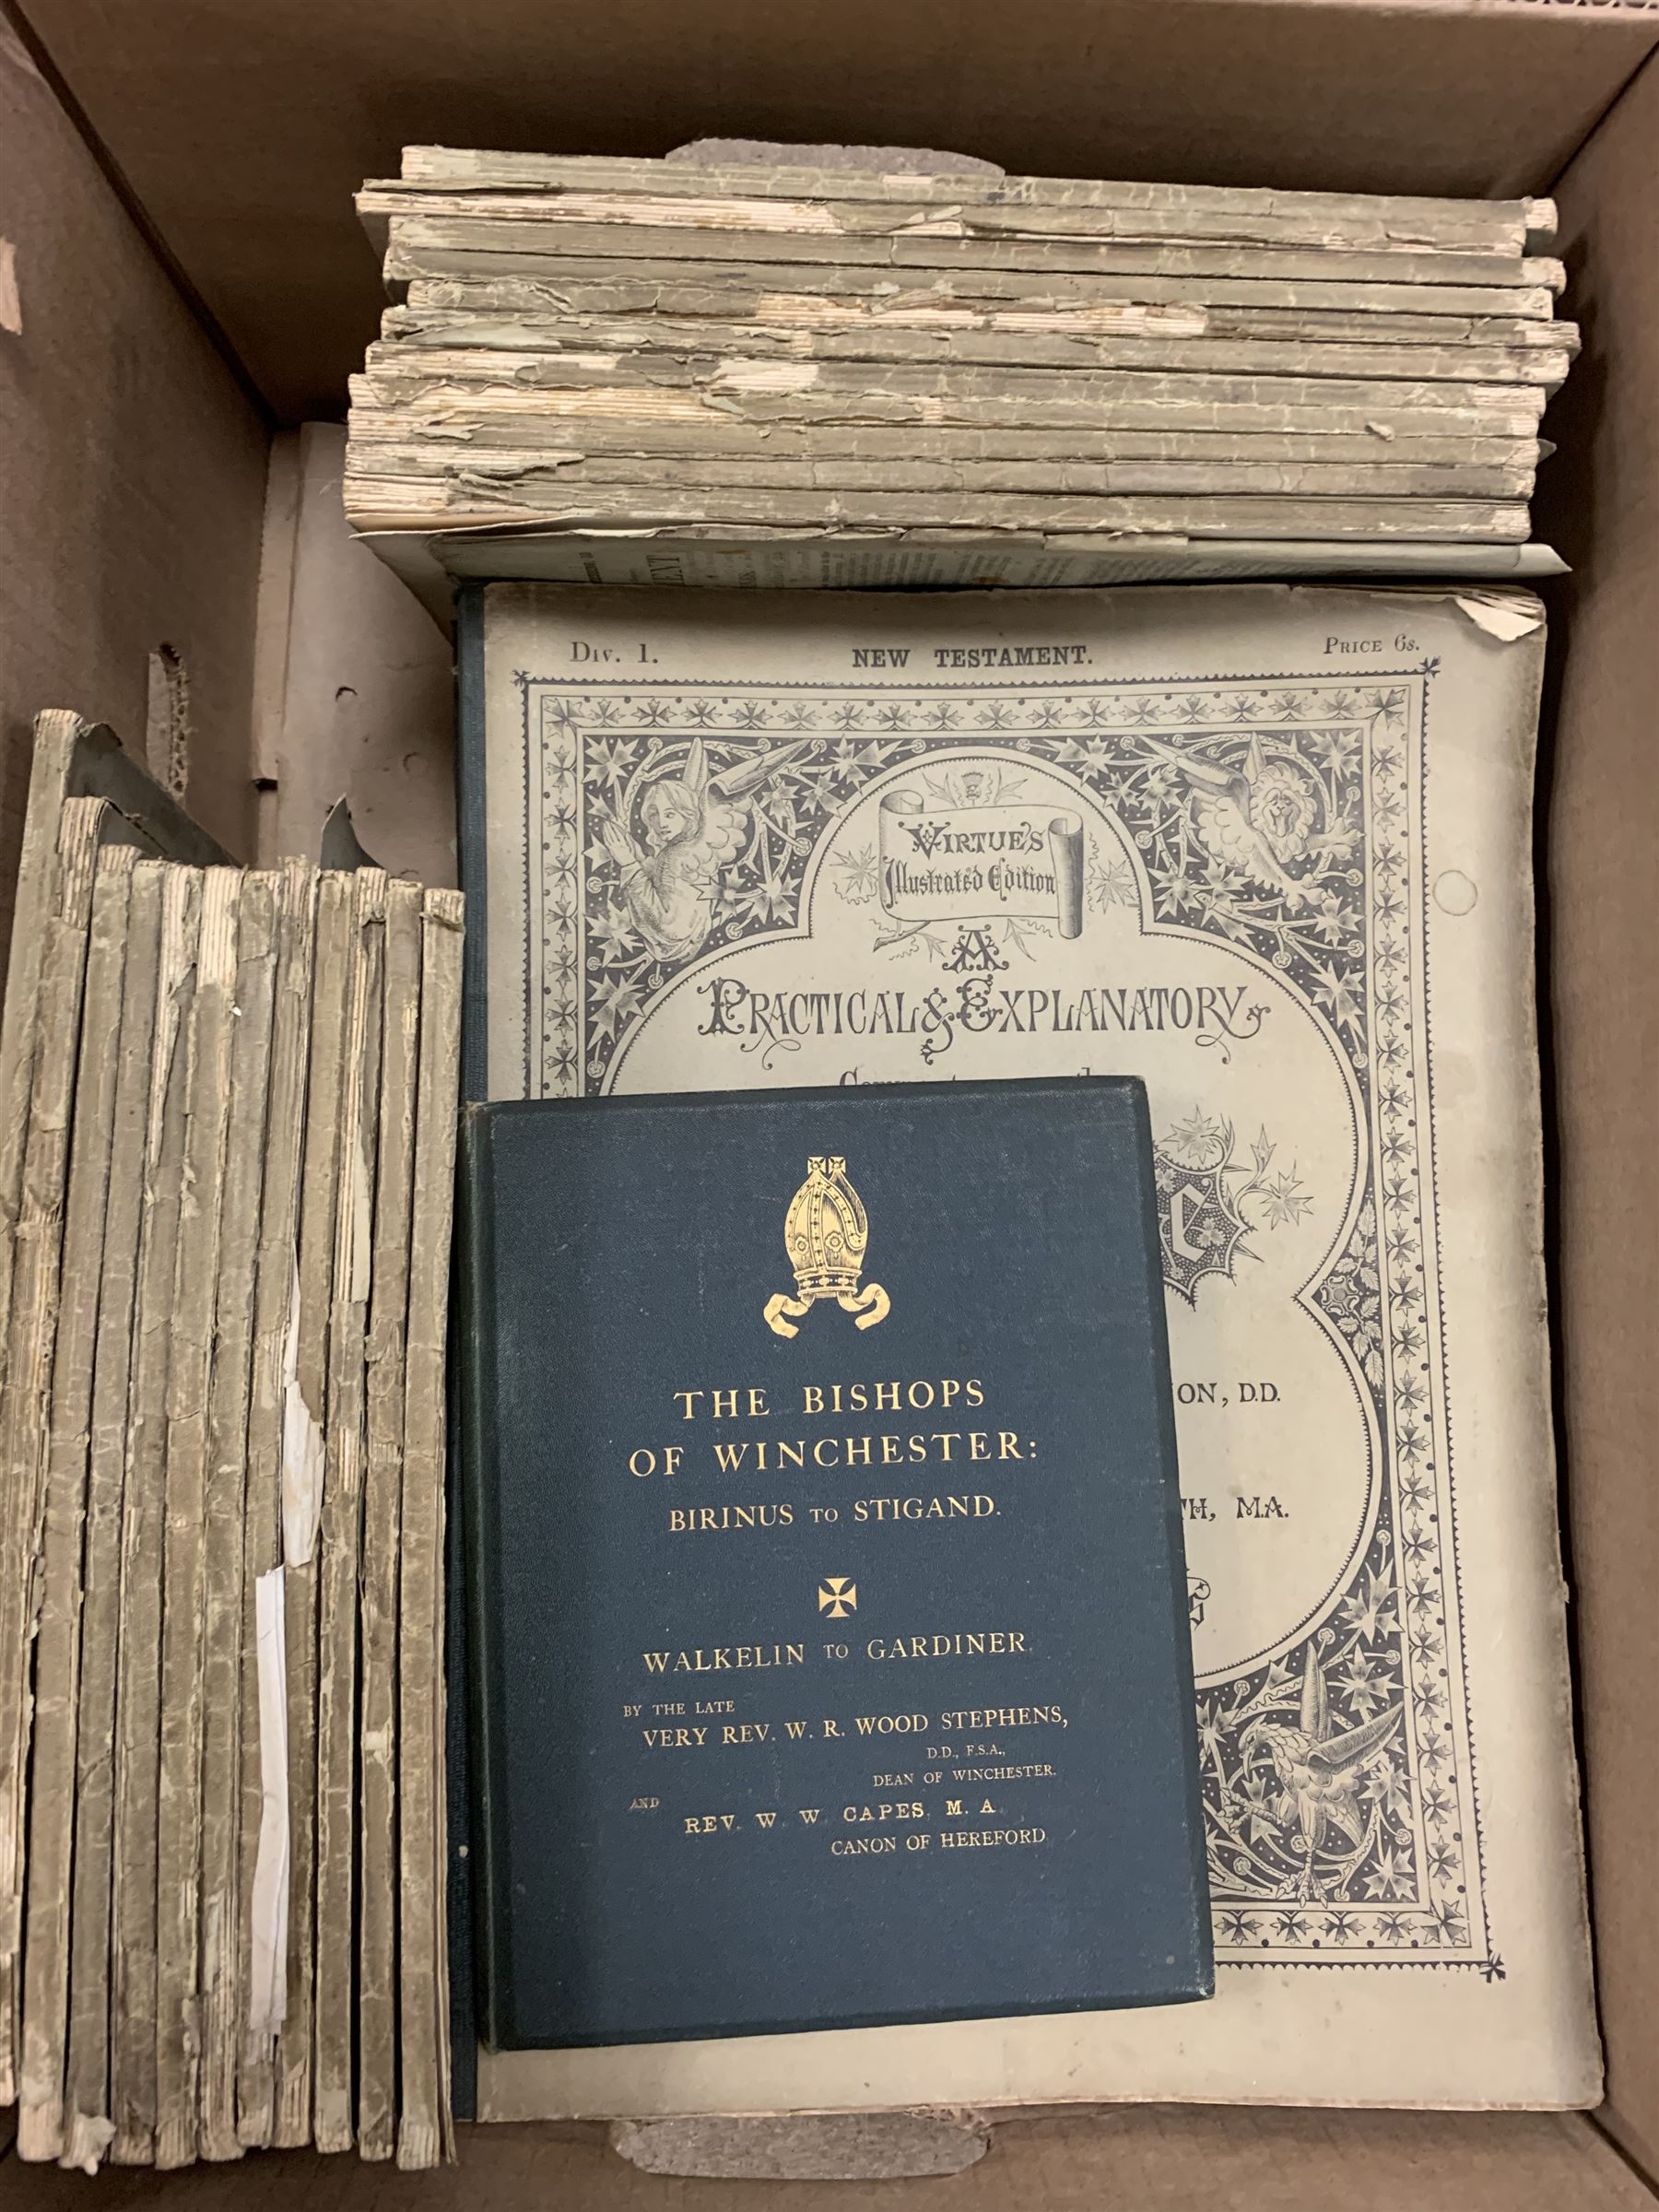 Div. 1. NEW TESTAMENT. Price 6s.
Virtue's
Illustrated Edition
A
Practical & Explanatory
e
ON, D.D.
TH, M.A.
THE BISHOPS
OF WINCHESTER:
BIRINUS TO STIGAND.
WALKELIN TO GARDINER.
BY THE LATE
VERY REV. W. R. WOOD STEPHENS,
D.D., F.S.A.,
DEAN OF WINCHESTER.
AND
REV. W. W. CAPES, M.A.
CANON OF HEREFORD